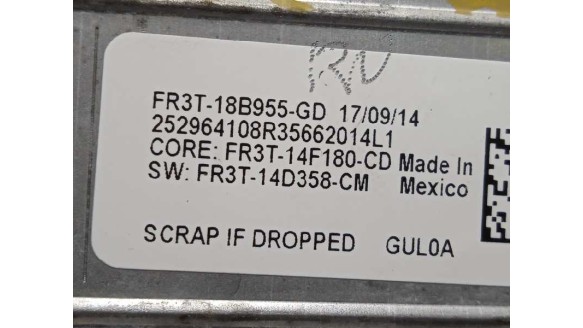 RV
FR3T-18B955-GD 17/09/14
252964108R35662014L1
CORE: FR3T-14F180-CD Made In
SW: FR3T-14D358-CM Mexico
SCRAP IF DROPPED GUL0A